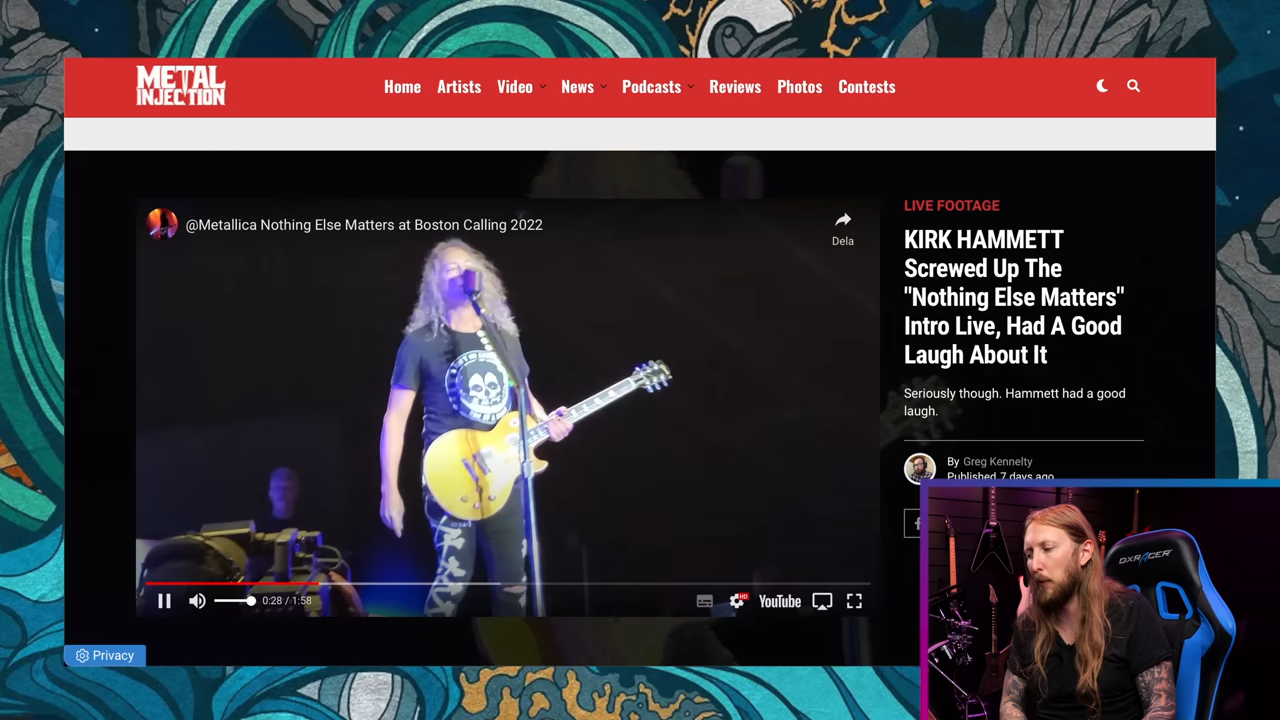 METAL
INJECTION
Home Artists Video News Podcasts Reviews Photos Contests
@Metallica Nothing Else Matters at Boston Calling 2022
Dela
LIVE FOOTAGE
KIRK HAMMETT
Screwed Up The
"Nothing Else Matters"
Intro Live, Had A Good
Laugh About It
Seriously though. Hammett had a good
laugh.
By Greg Kennelty
Published 7 days ago
0:28 / 1:58
HD
YouTube
Privacy
DXRACER